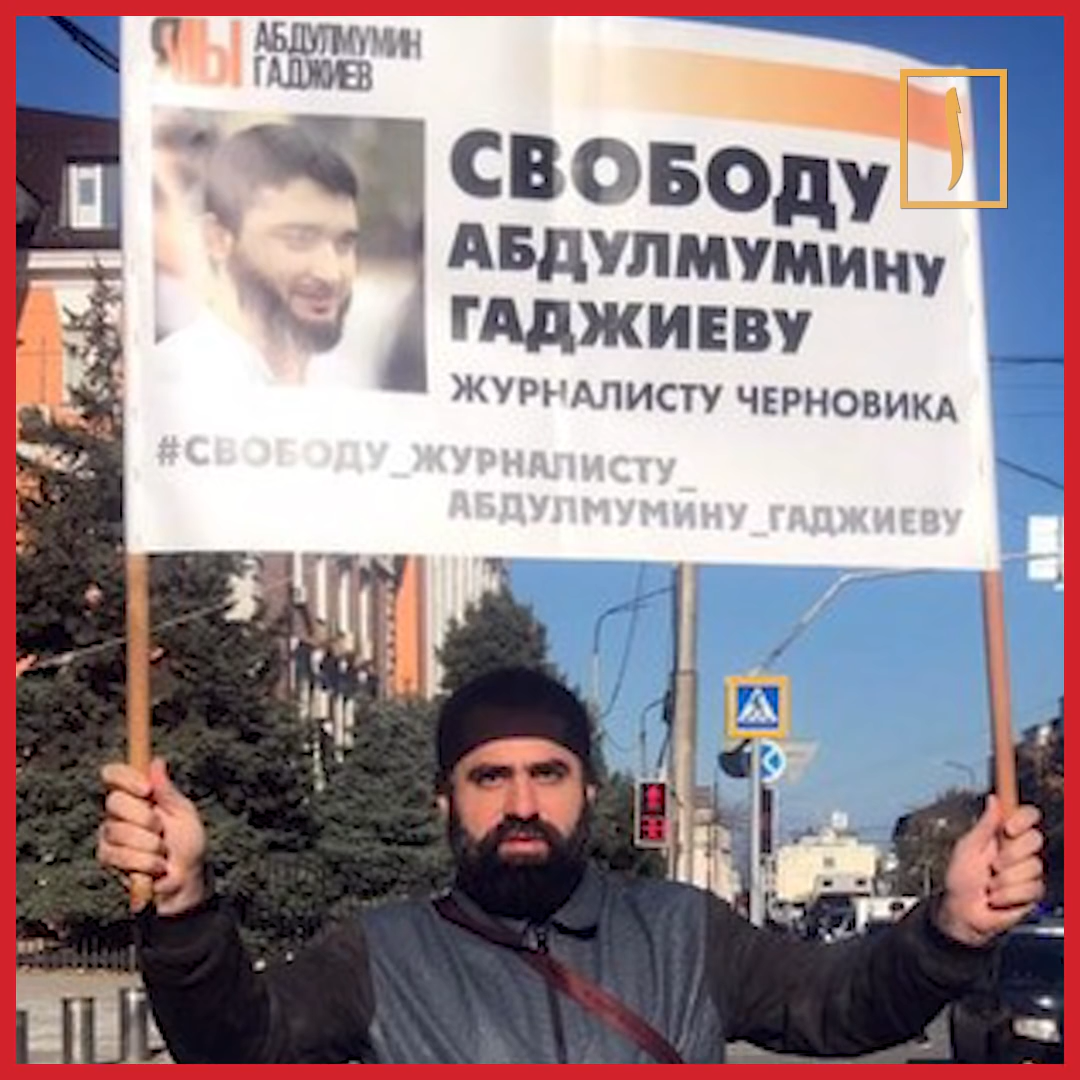 ЯМЫ АБДУЛМУМИН
ГАДЖИЕВ
СВОБОДУ
АБДУЛМУМИНУ
ГАДЖИЕВУ
ЖУРНАЛИСТУ ЧЕРНОВИКА
#СВОБОДУ_ЖУРНАЛИСТУ_
АБДУЛМУМИНУ_ГАДЖИЕВУ